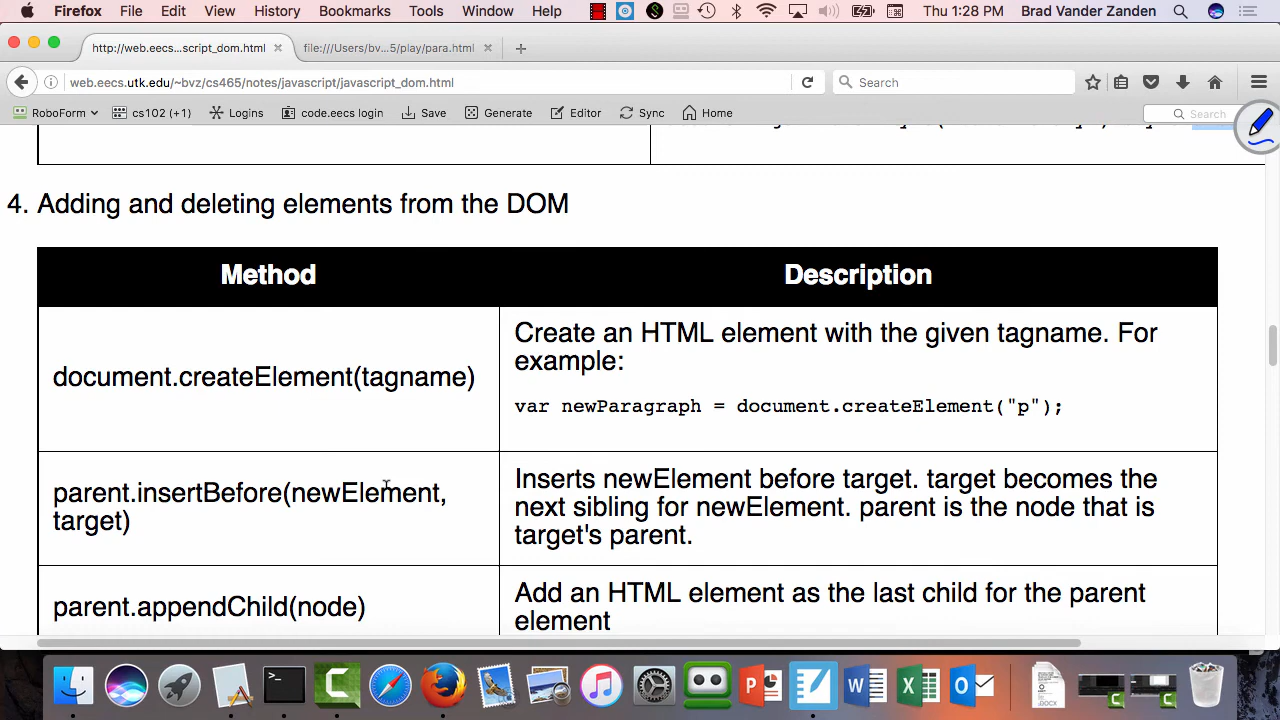 Firefox File Edit View History Bookmarks Tools Window Help Thu 1:28 PM Brad Vander Zanden
http://web.eecs...script_dom.html file:///Users/bv...5/play/para.html
web.eecs.utk.edu/~bvz/cs465/notes/javascript/javascript_dom.html Search
RoboForm cs102 (+1) Logins code.eecs login Save Generate Editor Sync Home Search
4. Adding and deleting elements from the DOM
Method Description
document.createElement(tagname)
Create an HTML element with the given tagname. For
example:
var newParagraph = document.createElement("p");
parent.insertBefore(newElement,
target)
Inserts newElement before target. target becomes the
next sibling for newElement. parent is the node that is
target's parent.
parent.appendChild(node)
Add an HTML element as the last child for the parent
element